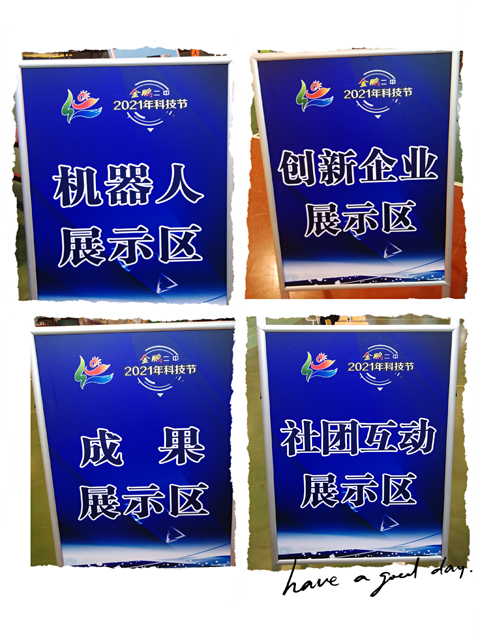 金鹏二中
2021年科技节
机器人
展示区
金鹏二中
2021年科技节
创新企业
展示区
金鹏二中
2021年科技节
成 果
展示区
金鹏二中
2021年科技节
社团互动
展示区
have a good day.